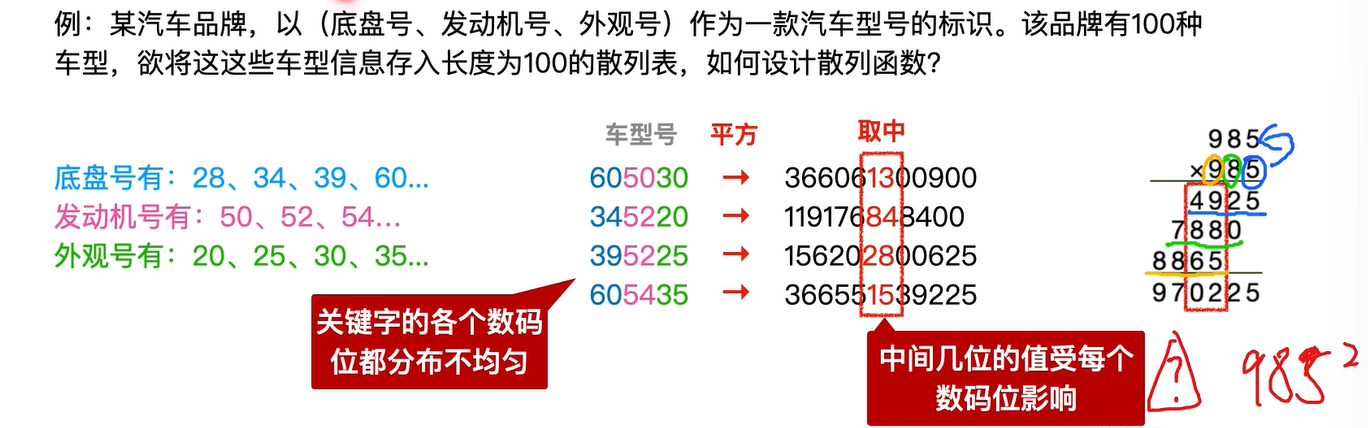 例：某汽车品牌，以（底盘号、发动机号、外观号）作为一款汽车型号的标识。该品牌有100种
车型，欲将这这些车型信息存入长度为100的散列表，如何设计散列函数？
车型号 平方 取中
底盘号有：28、34、39、60...
发动机号有：50、52、54...
外观号有：20、25、30、35...
605030 → 366061300900
345220 → 119176848400
395225 → 156202800625
605435 → 366551539225
关键字的各个数码
位都分布不均匀
中间几位的值受每个
数码位影响
985
×985
4925
7880
8865
970225
? 985²